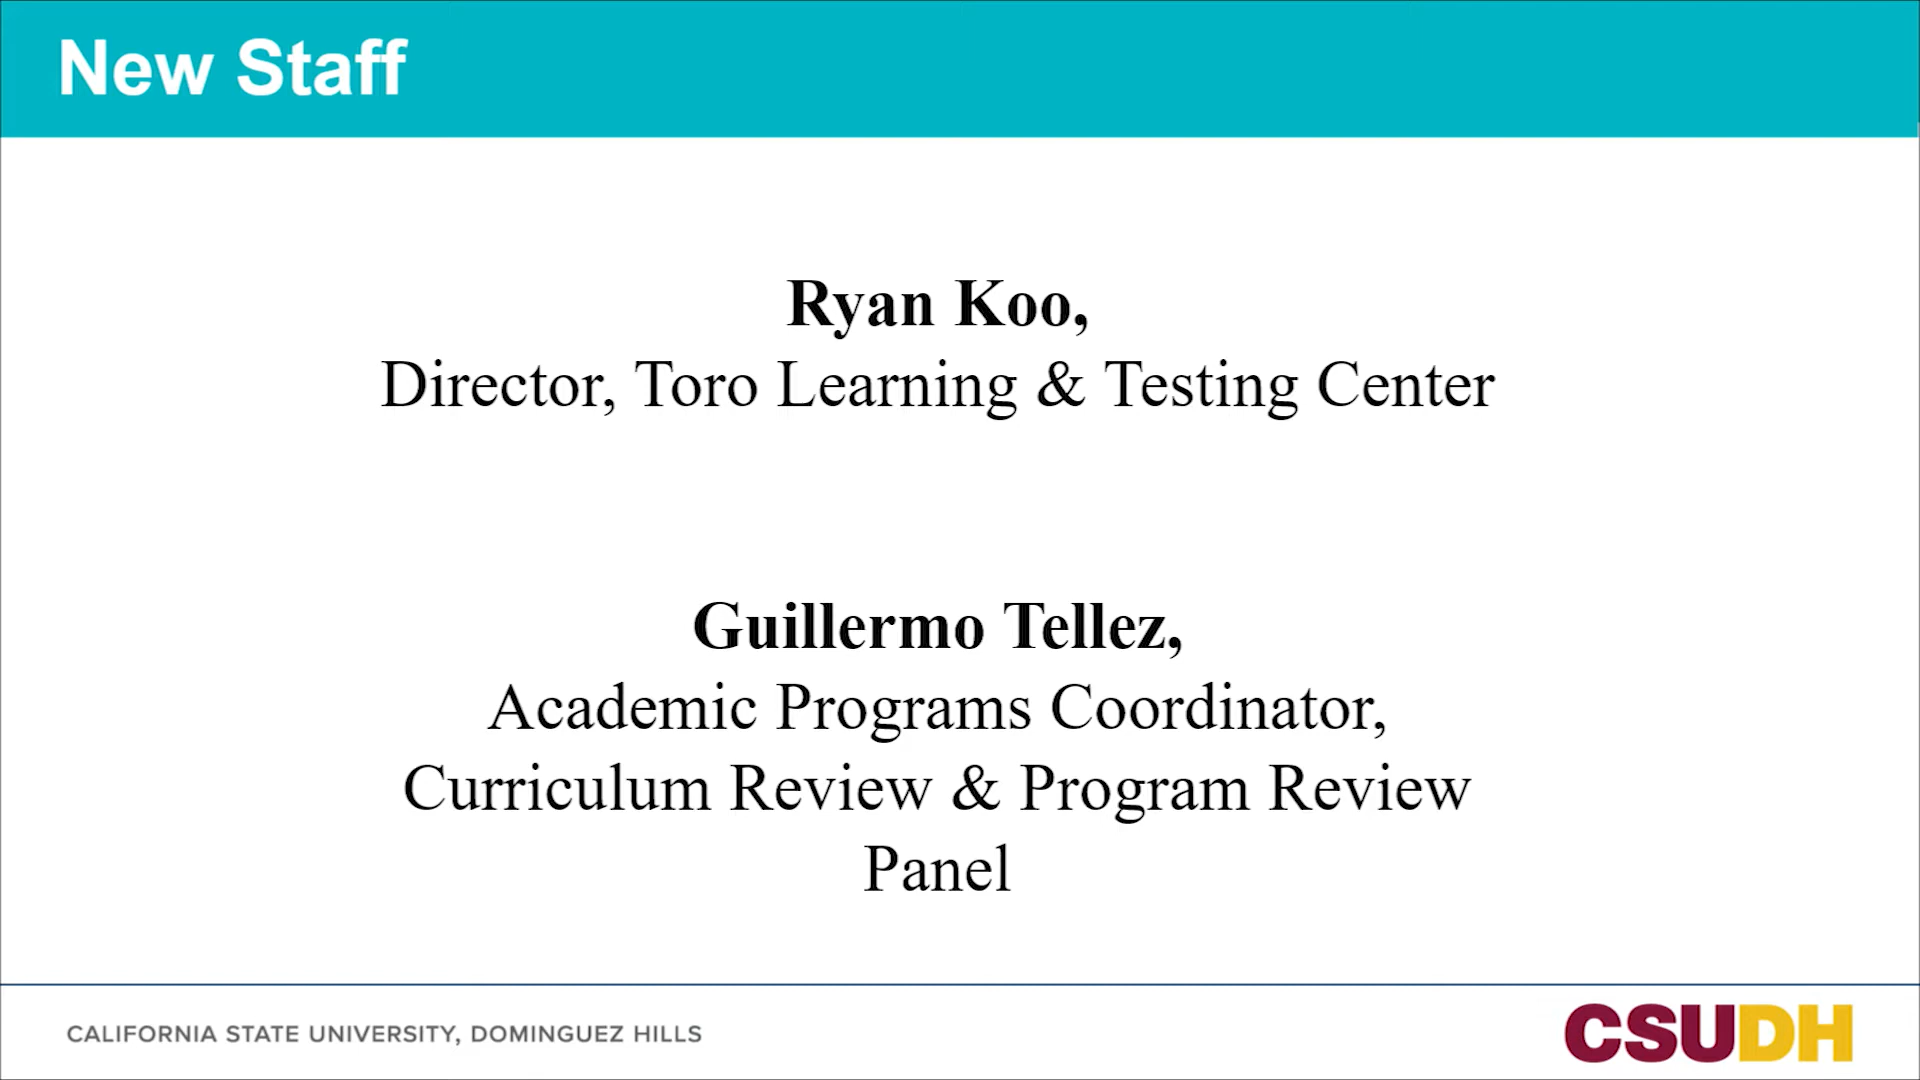 New Staff
Ryan Koo,
Director, Toro Learning & Testing Center
Guillermo Tellez,
Academic Programs Coordinator,
Curriculum Review & Program Review
Panel
CALIFORNIA STATE UNIVERSITY, DOMINGUEZ HILLS
CSUDH